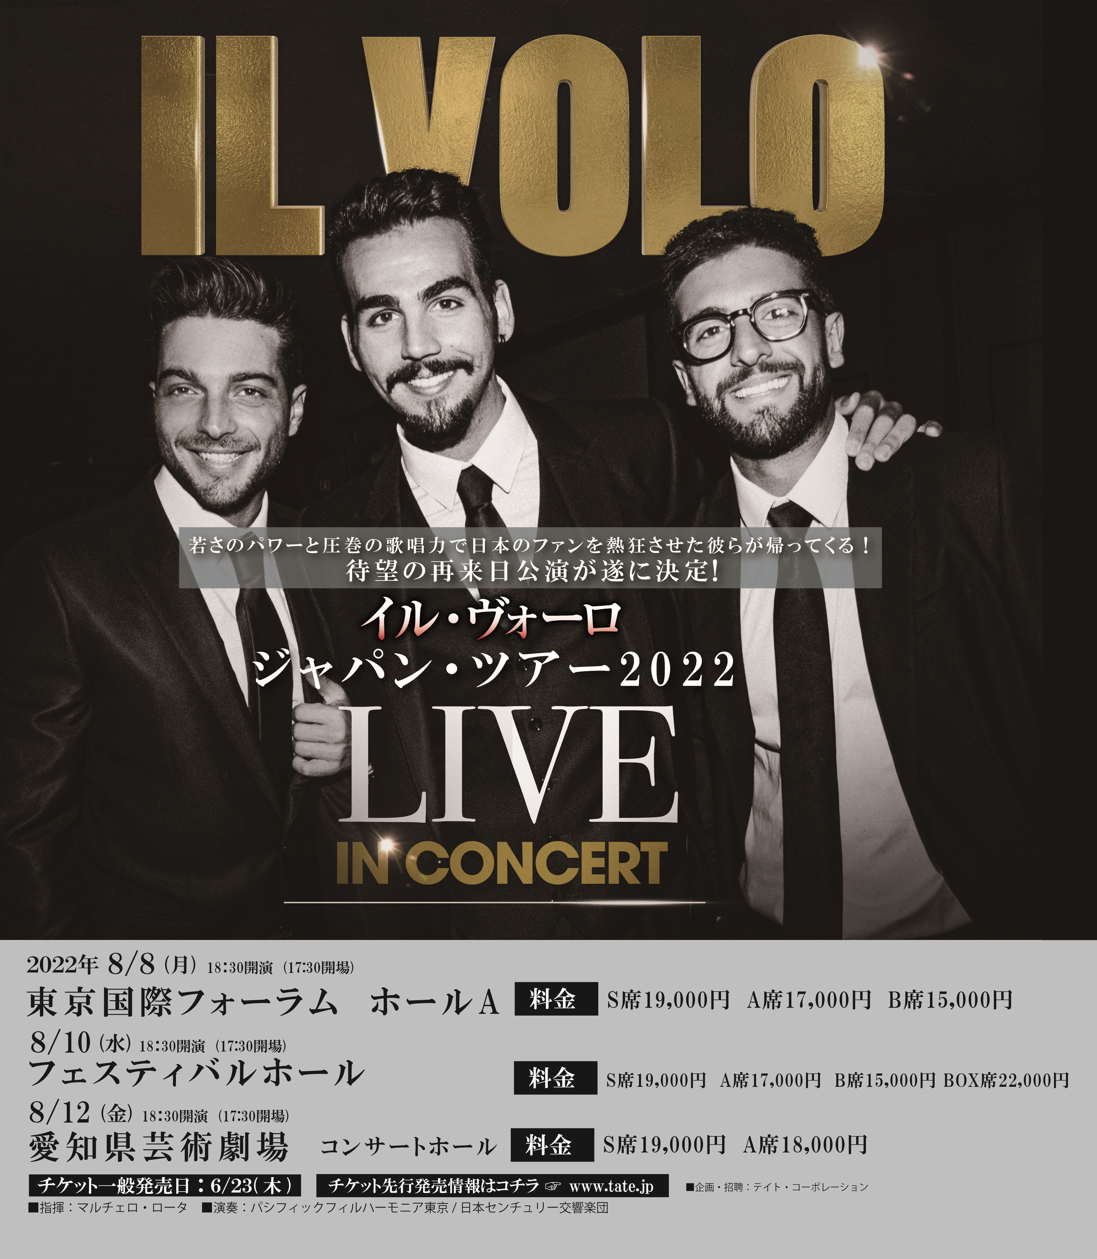 IL VOLO
若さのパワーと圧巻の歌唱力で日本のファンを熱狂させた彼らが帰ってくる！
待望の再来日公演が遂に決定！
イル・ヴォーロ
ジャパン・ツアー2022
LIVE
IN CONCERT
2022年 8/8（月） 18:30開演（17:30開場）
東京国際フォーラム ホールA 料金 S席19,000円 A席17,000円 B席15,000円
8/10（水） 18:30開演（17:30開場）
フェスティバルホール 料金 S席19,000円 A席17,000円 B席15,000円 BOX席22,000円
8/12（金） 18:30開演（17:30開場）
愛知県芸術劇場 コンサートホール 料金 S席19,000円 A席18,000円
チケット一般発売日：6/23(木) チケット先行発売情報はコチラ ☞ www.tate.jp ■企画・招聘：テイト・コーポレーション
■指揮：マルチェロ・ロータ ■演奏：パシフィックフィルハーモニア東京 / 日本センチュリー交響楽団